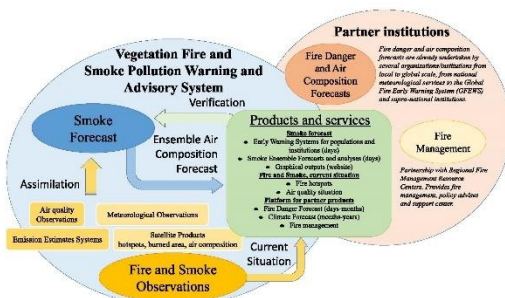 Partner institutions
Vegetation Fire and
Smoke Pollution Warning and
Advisory System
Fire Danger
and Air
Composition
Forecasts
Fire danger and air composition
forecasts are already undertaken by
several organizations/institutions from
local to global scale, from national
meteorological services to the Global
Fire Early Warning System (GFEWS)
and supra-national institutions.
Verification
Smoke
Forecast
Ensemble Air
Composition
Forecast
Products and services
Smoke forecast
Early Warning Systems for populations and
institutions (days)
Smoke Ensemble Forecasts and analyses (days)
Graphical outputs (website)
Fire and Smoke, current situation
Fire hotspots
Air quality situation
Platform for partner products
Fire Danger Forecast (days-months)
Climate Forecast (months-years)
Fire management
Fire
Management
Partnership with Regional Fire
Management Resource
Centers. Provides fire
management, policy advices
and support center.
Assimilation
Air quality
Observations
Meteorological Observations
Emission Estimates Systems
Satellite Products
hotspots, burned area, air composition
Current
Situation
Fire and Smoke
Observations